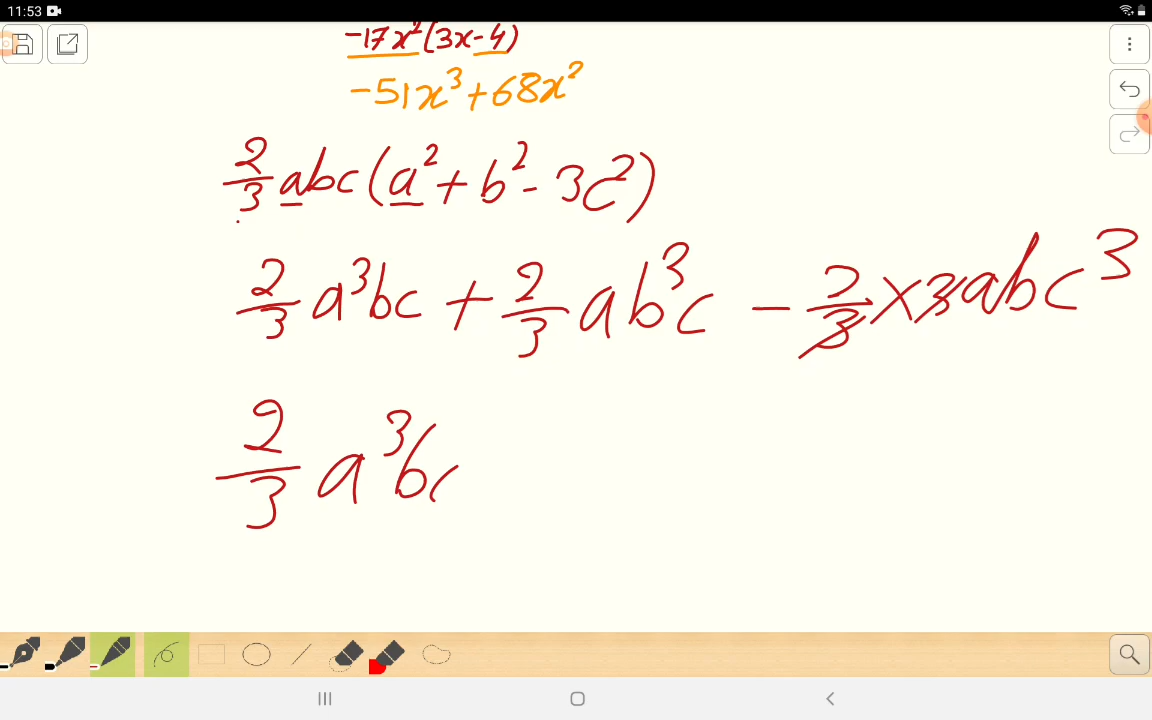 11:53
-17x²(3x-4)
-51x³+68x²
2/3 abc(a²+b²-3c²)
2/3 a³bc + 2/3 ab³c - 2/3 × 3abc³
2/3 a³bc